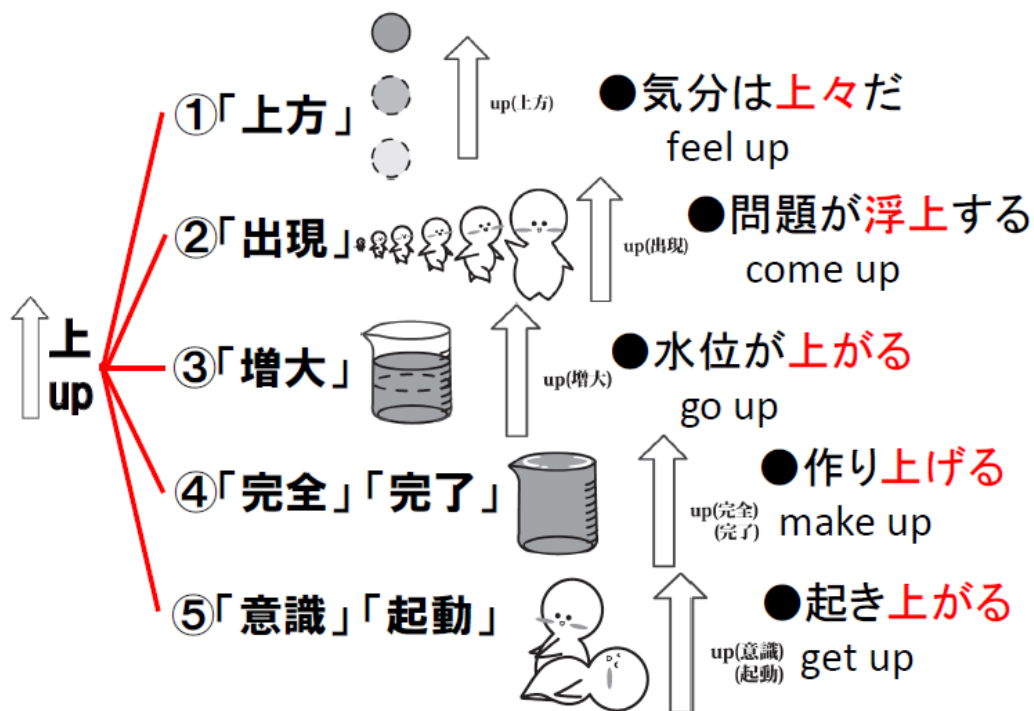 ①「上方」
up(上方)
●気分は上々だ
feel up
②「出現」
up(出現)
●問題が浮上する
come up
上
up
③「増大」
up(増大)
●水位が上がる
go up
④「完全」「完了」
up(完全)
(完了)
●作り上げる
make up
⑤「意識」「起動」
up(意識)
(起動)
●起き上がる
get up